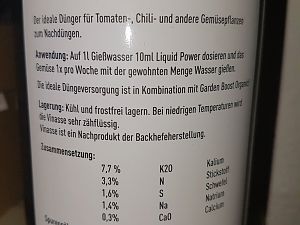 Der ideale Dünger für Tomaten-, Chili- und andere Gemüsepflanzen
zum Nachdüngen.
Anwendung: Auf 1l Gießwasser 10ml Liquid Power dosieren und das
Gemüse 1x pro Woche mit der gewohnten Menge Wasser gießen.
Die ideale Düngeversorgung ist in Kombination mit Garden Boost Organic
Lagerung: Kühl und frostfrei lagern. Bei niedrigen Temperaturen wird
die Vinasse sehr zähflüssig.
Vinasse ist ein Nachprodukt der Backhefeherstellung.
Zusammensetzung:
7,7 % K2O Kalium
3,3% N Stickstoff
1,6% S Schwefel
1,4% Na Natrium
0,3% CaO Calcium